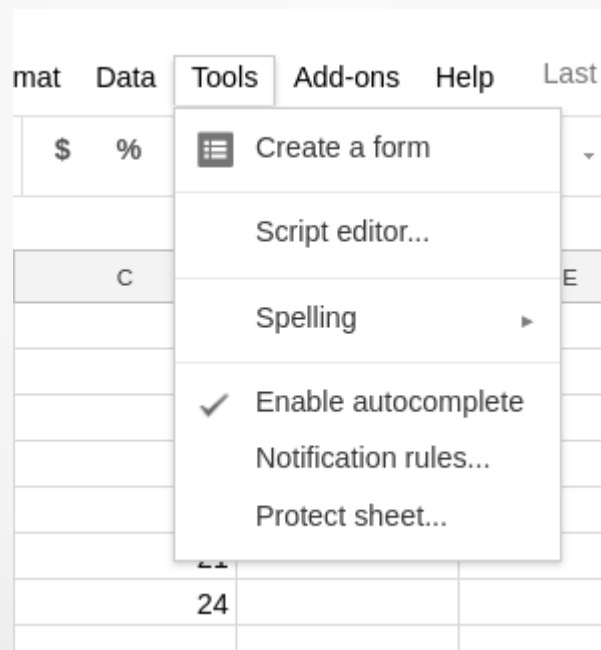 mat Data Tools Add-ons Help Last
$ %
Create a form
Script editor...
C E
Spelling
Enable autocomplete
Notification rules...
Protect sheet...
24